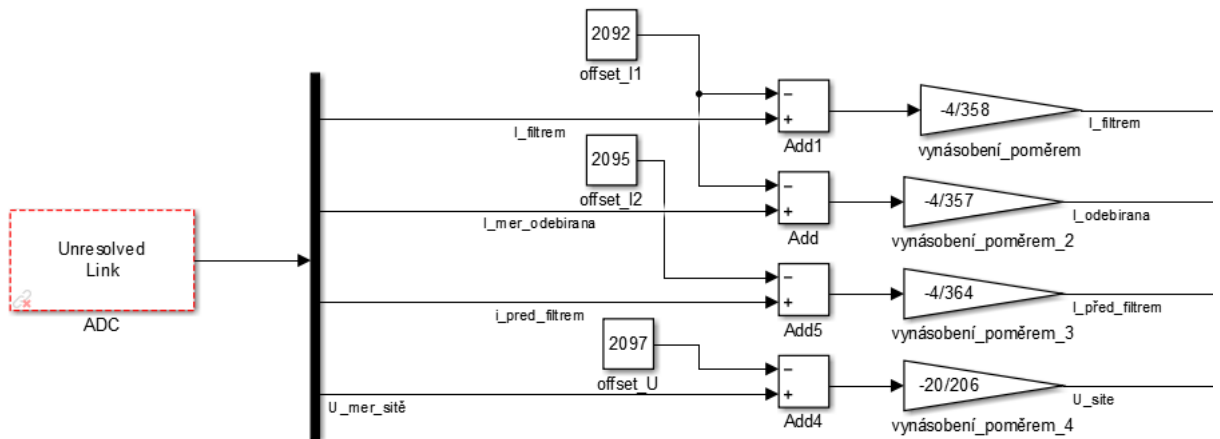 2092
offset_I1
-4/358
I_filtrem
Add1
vynásobení_poměrem
I_filtrem
2095
offset_I2
-4/357
I_mer_odebirana
Add
vynásobení_poměrem_2
I_odebirana
Unresolved
Link
ADC
-4/364
i_pred_filtrem
Add5
vynásobení_poměrem_3
I_před_filtrem
2097
offset_U
-20/206
U_mer_sitě
Add4
vynásobení_poměrem_4
U_site